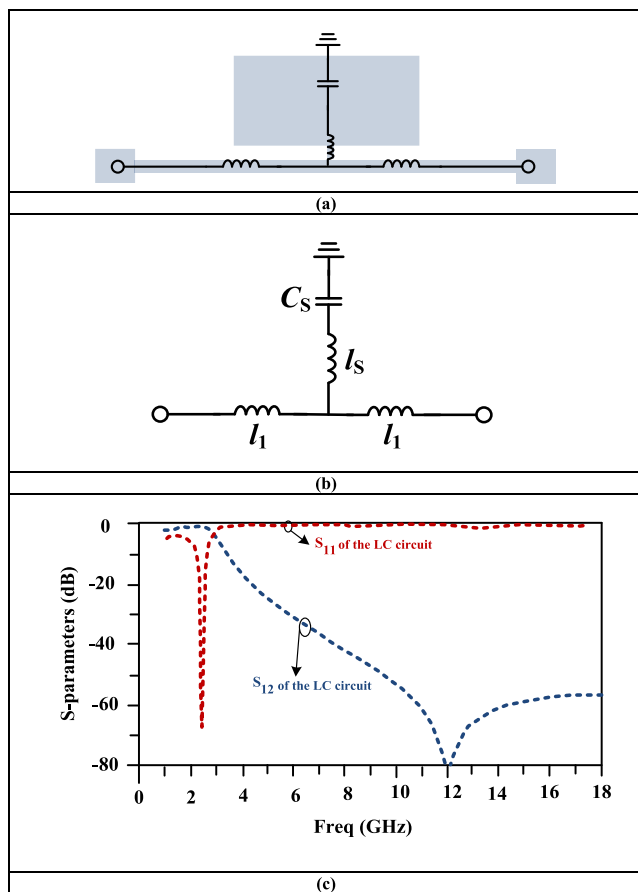 (a)
C_S
l_S
l_1
l_1
(b)
S-parameters (dB)
0
-20
-40
-60
-80
S_11 of the LC circuit
S_12 of the LC circuit
0 2 4 6 8 10 12 14 16 18
Freq (GHz)
(c)